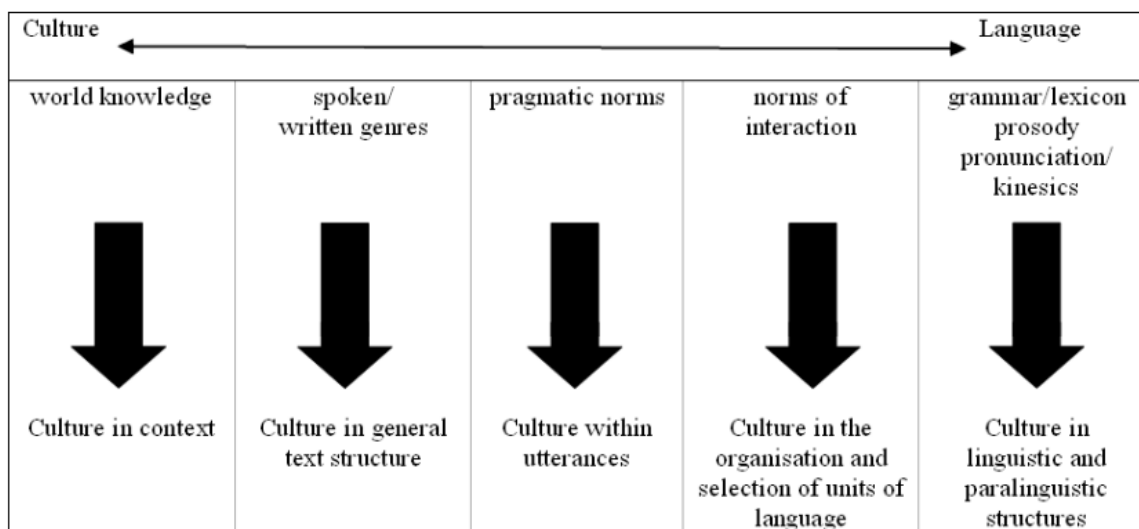 Culture
Language
world knowledge
spoken/
written genres
pragmatic norms
norms of
interaction
grammar/lexicon
prosody
pronunciation/
kinesics
Culture in context
Culture in general
text structure
Culture within
utterances
Culture in the
organisation and
selection of units of
language
Culture in
linguistic and
paralinguistic
structures